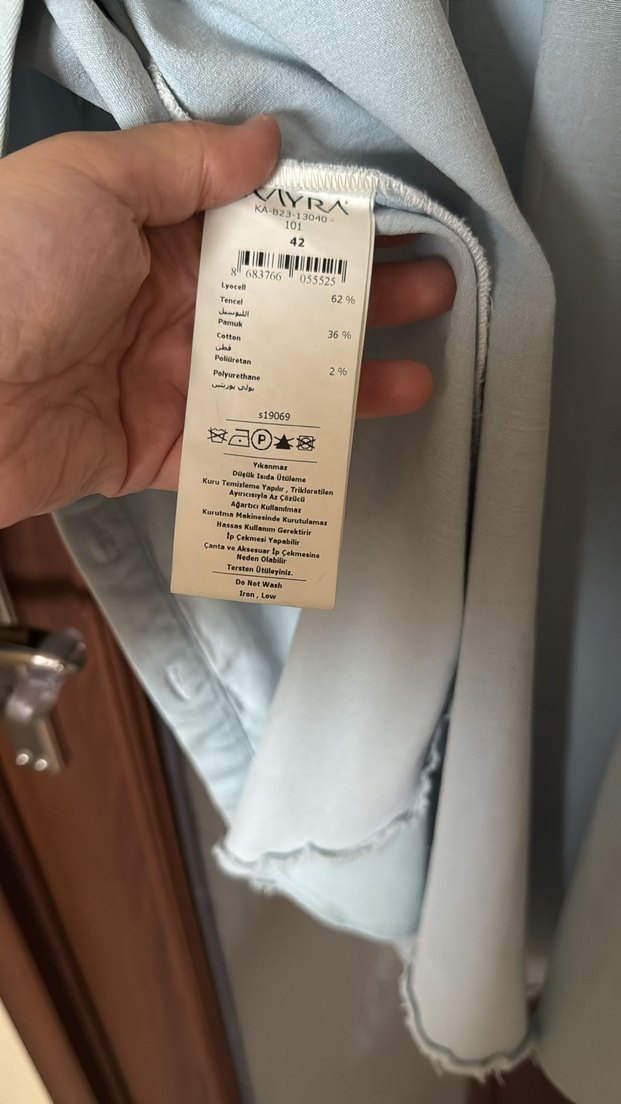 KAYRA
KA-B23-13040 -
101
42
8 683766 055525
Lyocell
Tencel 62 %
الليوسيل
Pamuk
Cotton 36 %
قطن
Poliüretan
Polyurethane 2 %
بولي يوريثين
s19069
P
Yıkanmaz
Düşük Isıda Ütüleme
Kuru Temizleme Yapılır , Trikloretilen
Ayırıcısıyla Az Çözücü
Ağartıcı Kullanılmaz
Kurutma Makinesinde Kurutulamaz
Hassas Kullanım Gerektirir
İp Çekmesi Yapabilir
Çanta ve Aksesuar İp Çekmesine
Neden Olabilir
Tersten Ütüleyiniz.
Do Not Wash
Iron , Low